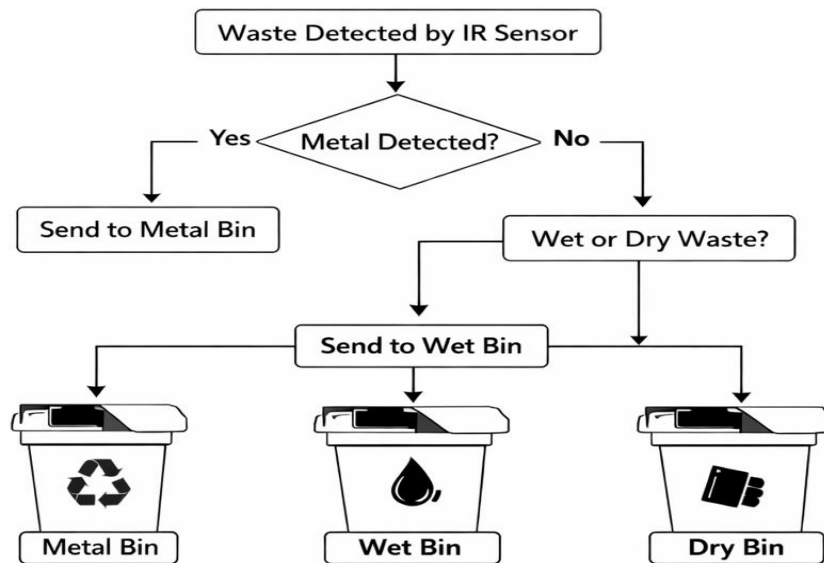 Waste Detected by IR Sensor
Yes
Metal Detected?
No
Send to Metal Bin
Wet or Dry Waste?
Send to Wet Bin
Metal Bin
Wet Bin
Dry Bin